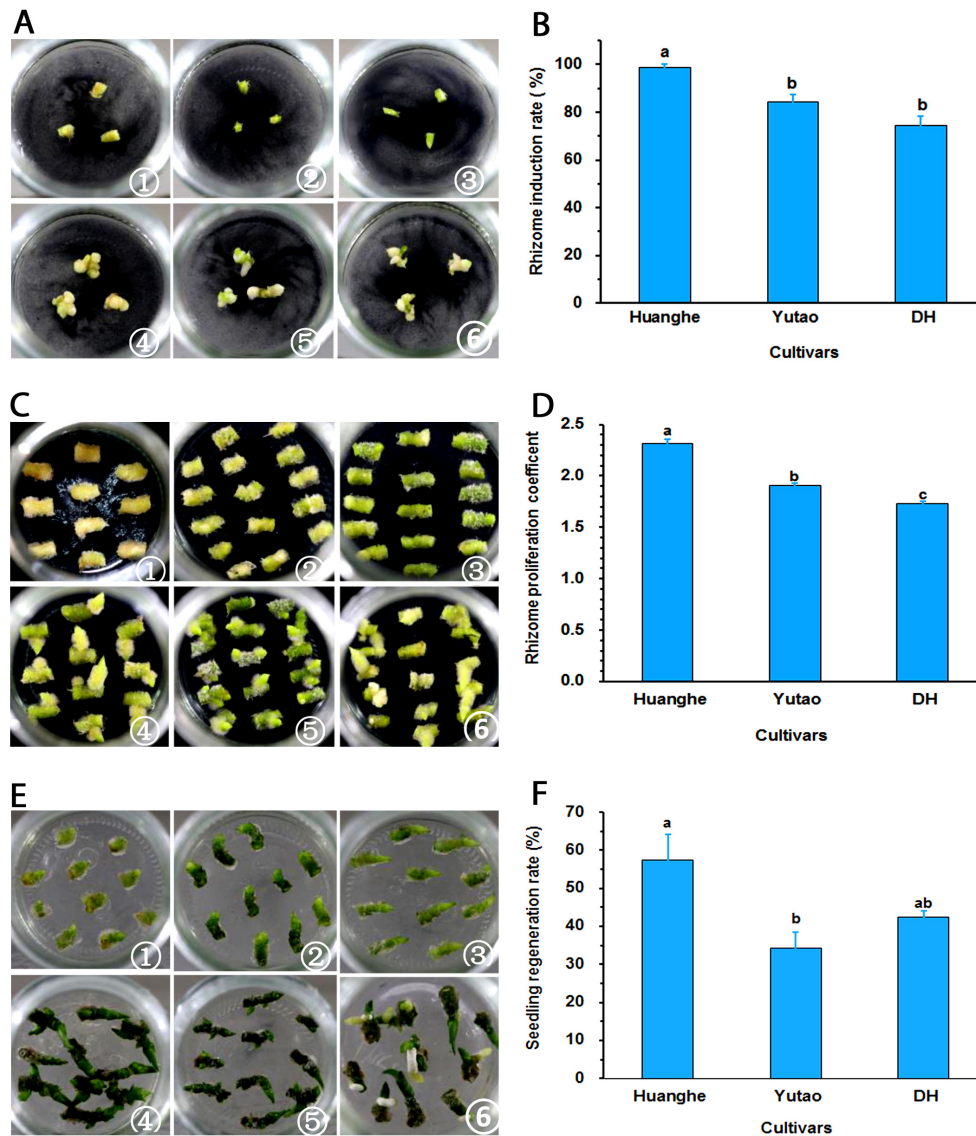 A
①
②
③
④
⑤
⑥
B
Rhizome induction rate ( %)
100
80
60
40
20
0
a
b
b
Huanghe
Yutao
DH
Cultivars
C
①
②
③
④
⑤
⑥
D
Rhizome proliferation coefficent
2.5
2.0
1.5
1.0
0.5
0.0
a
b
c
Huanghe
Yutao
DH
Cultivars
E
①
②
③
④
⑤
⑥
F
Seedling regeneration rate (%)
70
60
50
40
30
20
10
0
a
b
ab
Huanghe
Yutao
DH
Cultivars